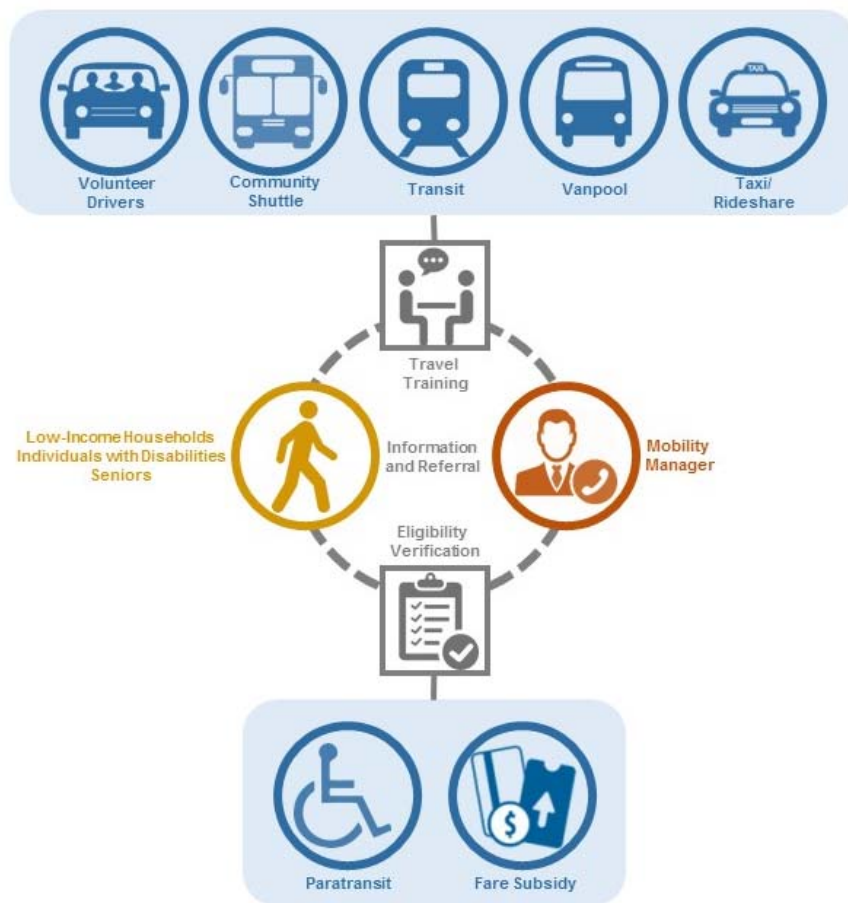 TAXI
Volunteer
Drivers
Community
Shuttle
Transit
Vanpool
Taxi/
Rideshare
Travel
Training
Low-Income Households
Individuals with Disabilities
Seniors
Information
and Referral
Mobility
Manager
Eligibility
Verification
$
Paratransit
Fare Subsidy